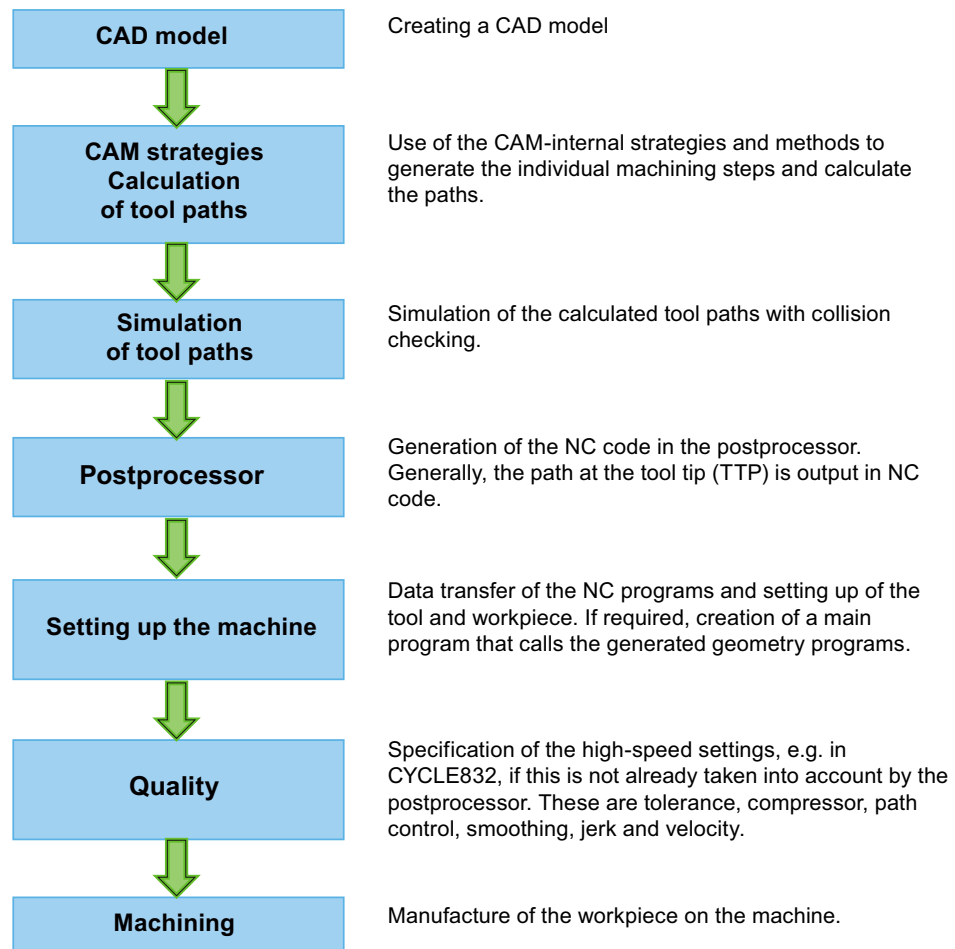 CAD model
Creating a CAD model
CAM strategies
Calculation
of tool paths
Use of the CAM-internal strategies and methods to
generate the individual machining steps and calculate
the paths.
Simulation
of tool paths
Simulation of the calculated tool paths with collision
checking.
Postprocessor
Generation of the NC code in the postprocessor.
Generally, the path at the tool tip (TTP) is output in NC
code.
Setting up the machine
Data transfer of the NC programs and setting up of the
tool and workpiece. If required, creation of a main
program that calls the generated geometry programs.
Quality
Specification of the high-speed settings, e.g. in
CYCLE832, if this is not already taken into account by the
postprocessor. These are tolerance, compressor, path
control, smoothing, jerk and velocity.
Machining
Manufacture of the workpiece on the machine.